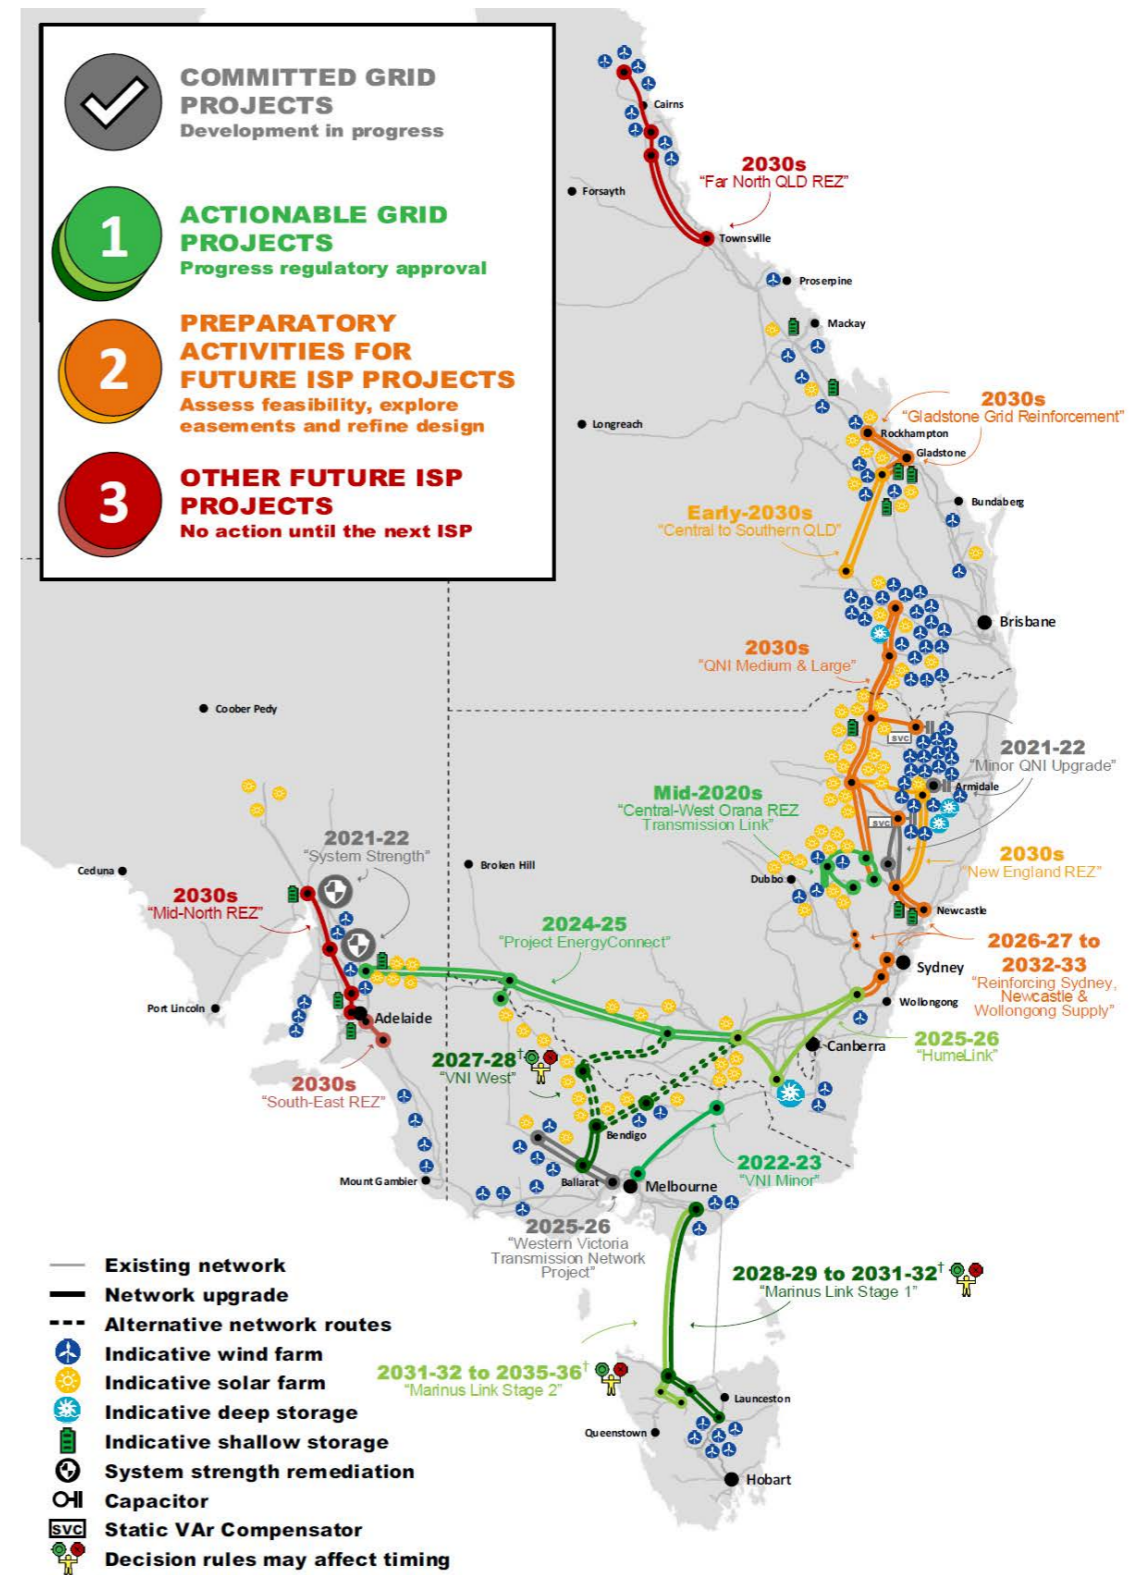 COMMITTED GRID
PROJECTS
Development in progress
1
ACTIONABLE GRID
PROJECTS
Progress regulatory approval
2
PREPARATORY
ACTIVITIES FOR
FUTURE ISP PROJECTS
Assess feasibility, explore
easements and refine design
3
OTHER FUTURE ISP
PROJECTS
No action until the next ISP
Cairns
Forsayth
2030s
"Far North QLD REZ"
Townsville
Proserpine
Mackay
Longreach
2030s
"Gladstone Grid Reinforcement"
Rockhampton
Gladstone
Bundaberg
Early-2030s
"Central to Southern QLD"
Brisbane
2030s
"QNI Medium & Large"
Coober Pedy
SVC
2021-22
"Minor QNI Upgrade"
Armidale
Mid-2020s
"Central-West Orana REZ
Transmission Link"
SVC
2021-22
"System Strength"
Ceduna
Broken Hill
Dubbo
2030s
"New England REZ"
2030s
"Mid-North REZ"
Newcastle
2024-25
"Project EnergyConnect"
2026-27 to
2032-33
"Reinforcing Sydney,
Newcastle &
Wollongong Supply"
Sydney
Port Lincoln
Adelaide
Wollongong
Canberra
2025-26
"HumeLink"
2027-28†
"VNI West"
2030s
"South-East REZ"
Bendigo
2022-23
"VNI Minor"
Mount Gambier
Ballarat
Melbourne
2025-26
"Western Victoria
Transmission Network
Project"
2028-29 to 2031-32†
"Marinus Link Stage 1"
2031-32 to 2035-36†
"Marinus Link Stage 2"
Launceston
Queenstown
Hobart
Existing network
Network upgrade
Alternative network routes
Indicative wind farm
Indicative solar farm
Indicative deep storage
Indicative shallow storage
System strength remediation
Capacitor
SVC Static VAr Compensator
Decision rules may affect timing